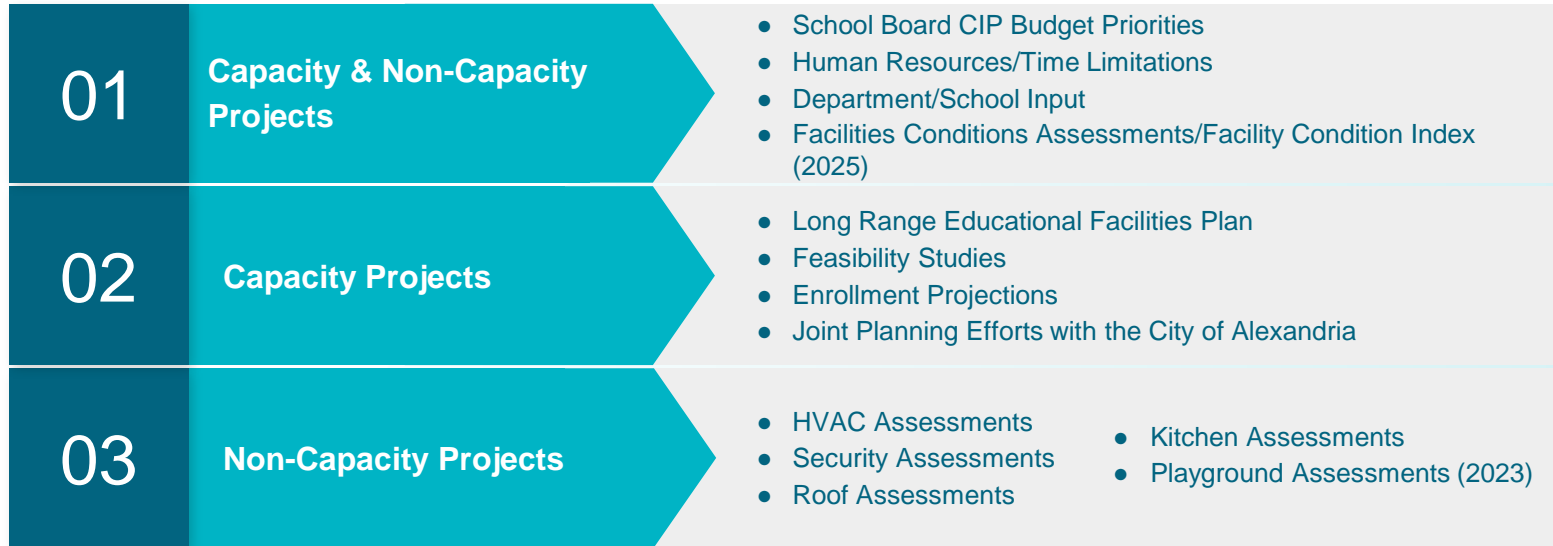 01
Capacity & Non-Capacity
Projects
● School Board CIP Budget Priorities
● Human Resources/Time Limitations
● Department/School Input
● Facilities Conditions Assessments/Facility Condition Index
(2025)
02
Capacity Projects
● Long Range Educational Facilities Plan
● Feasibility Studies
● Enrollment Projections
● Joint Planning Efforts with the City of Alexandria
03
Non-Capacity Projects
● HVAC Assessments
● Security Assessments
● Roof Assessments
● Kitchen Assessments
● Playground Assessments (2023)